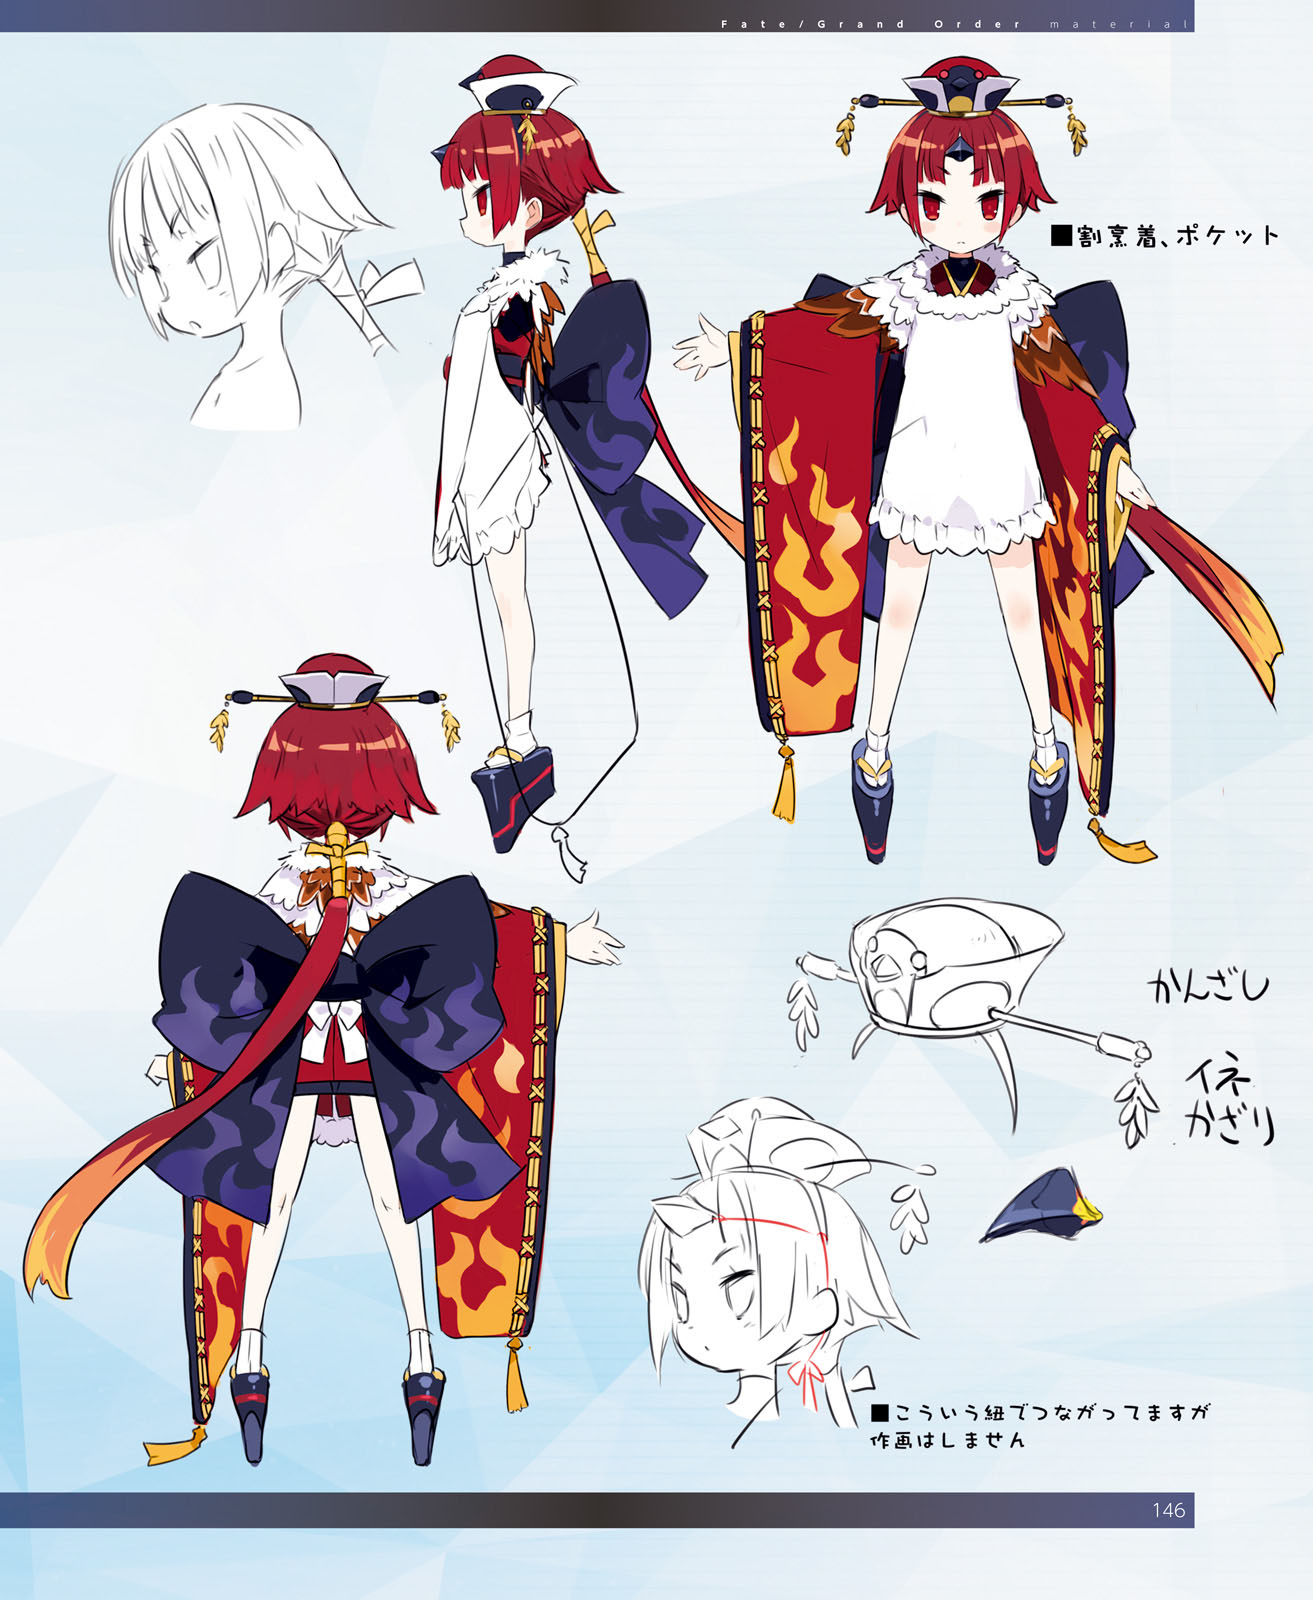 Fate/Grand Order material
■割烹着、ポケット
かんざし
イネ
かざり
■こういう紐でつながってますが
作画はしません
146